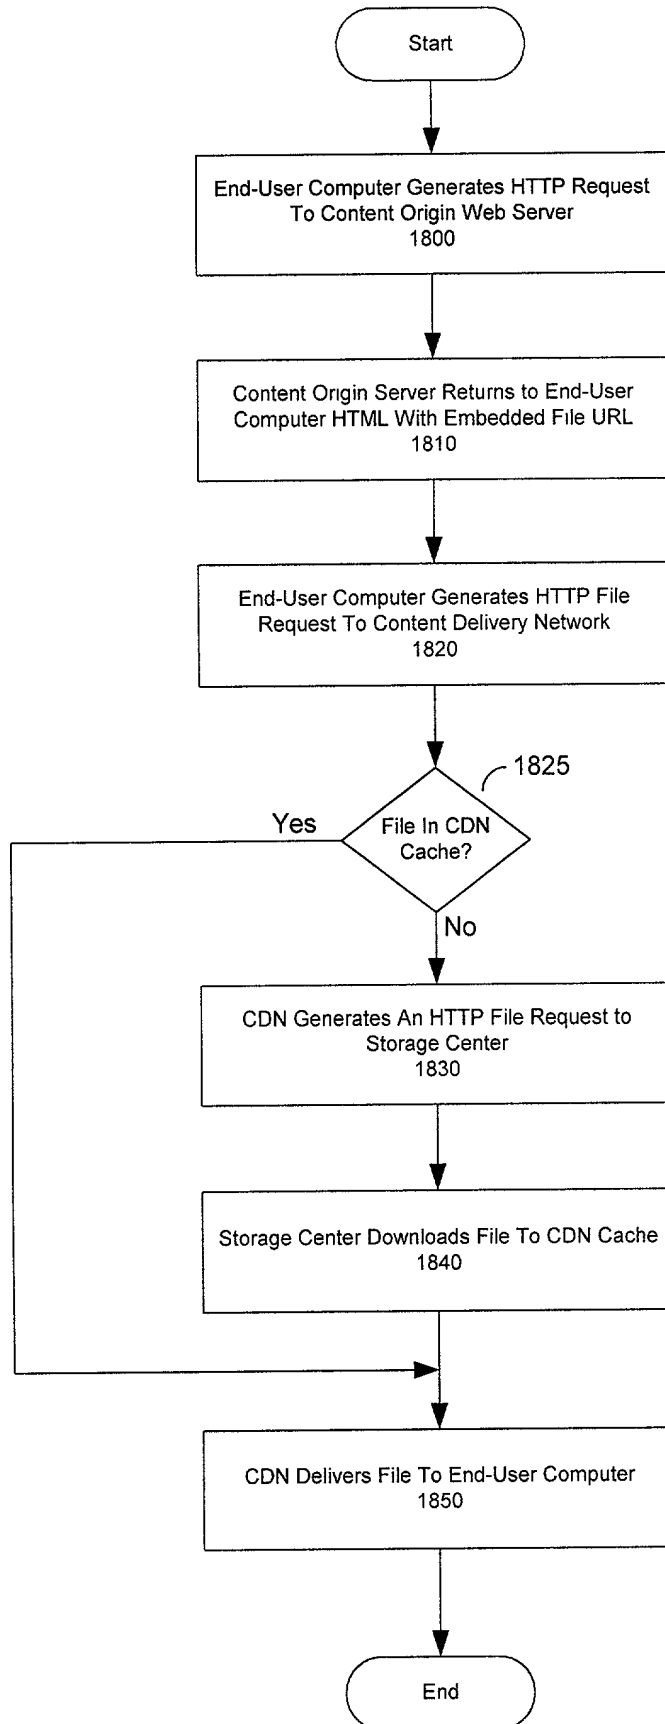 Start
End-User Computer Generates HTTP Request
To Content Origin Web Server
1800
Content Origin Server Returns to End-User
Computer HTML With Embedded File URL
1810
End-User Computer Generates HTTP File
Request To Content Delivery Network
1820
1825
Yes
File In CDN
Cache?
No
CDN Generates An HTTP File Request to
Storage Center
1830
Storage Center Downloads File To CDN Cache
1840
CDN Delivers File To End-User Computer
1850
End